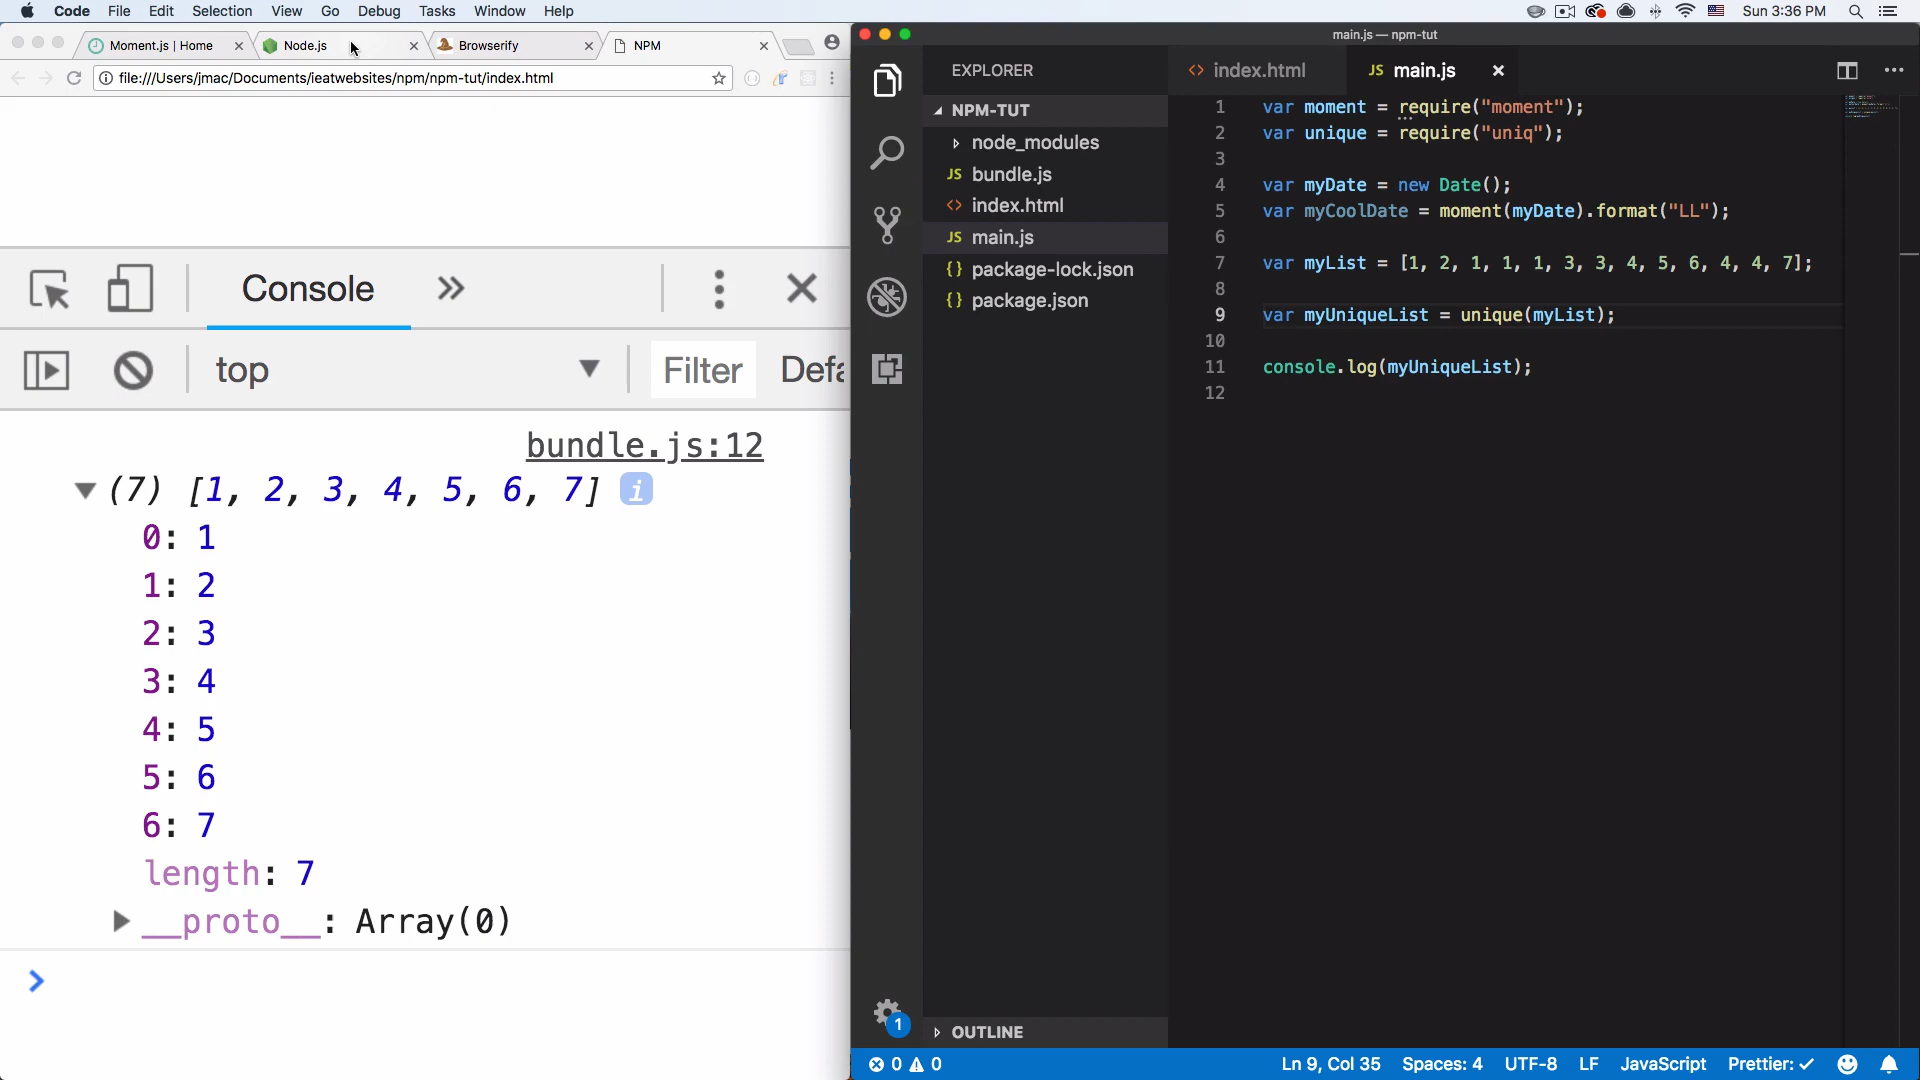 Code File Edit Selection View Go Debug Tasks Window Help Sun 3:36 PM
Moment.js | Home Node.js Browserify NPM
file:///Users/jmac/Documents/ieatwebsites/npm/npm-tut/index.html
Console
top Filter Defa
bundle.js:12
(7) [1, 2, 3, 4, 5, 6, 7] i
0: 1
1: 2
2: 3
3: 4
4: 5
5: 6
6: 7
length: 7
__proto__: Array(0)
main.js — npm-tut
EXPLORER
NPM-TUT
node_modules
JS bundle.js
<> index.html
JS main.js
{} package-lock.json
{} package.json
OUTLINE
1
<> index.html JS main.js
1 var moment = require("moment");
2 var unique = require("uniq");
3
4 var myDate = new Date();
5 var myCoolDate = moment(myDate).format("LL");
6
7 var myList = [1, 2, 1, 1, 1, 3, 3, 4, 5, 6, 4, 4, 7];
8
9 var myUniqueList = unique(myList);
10
11 console.log(myUniqueList);
12
0 0 Ln 9, Col 35 Spaces: 4 UTF-8 LF JavaScript Prettier: ✓